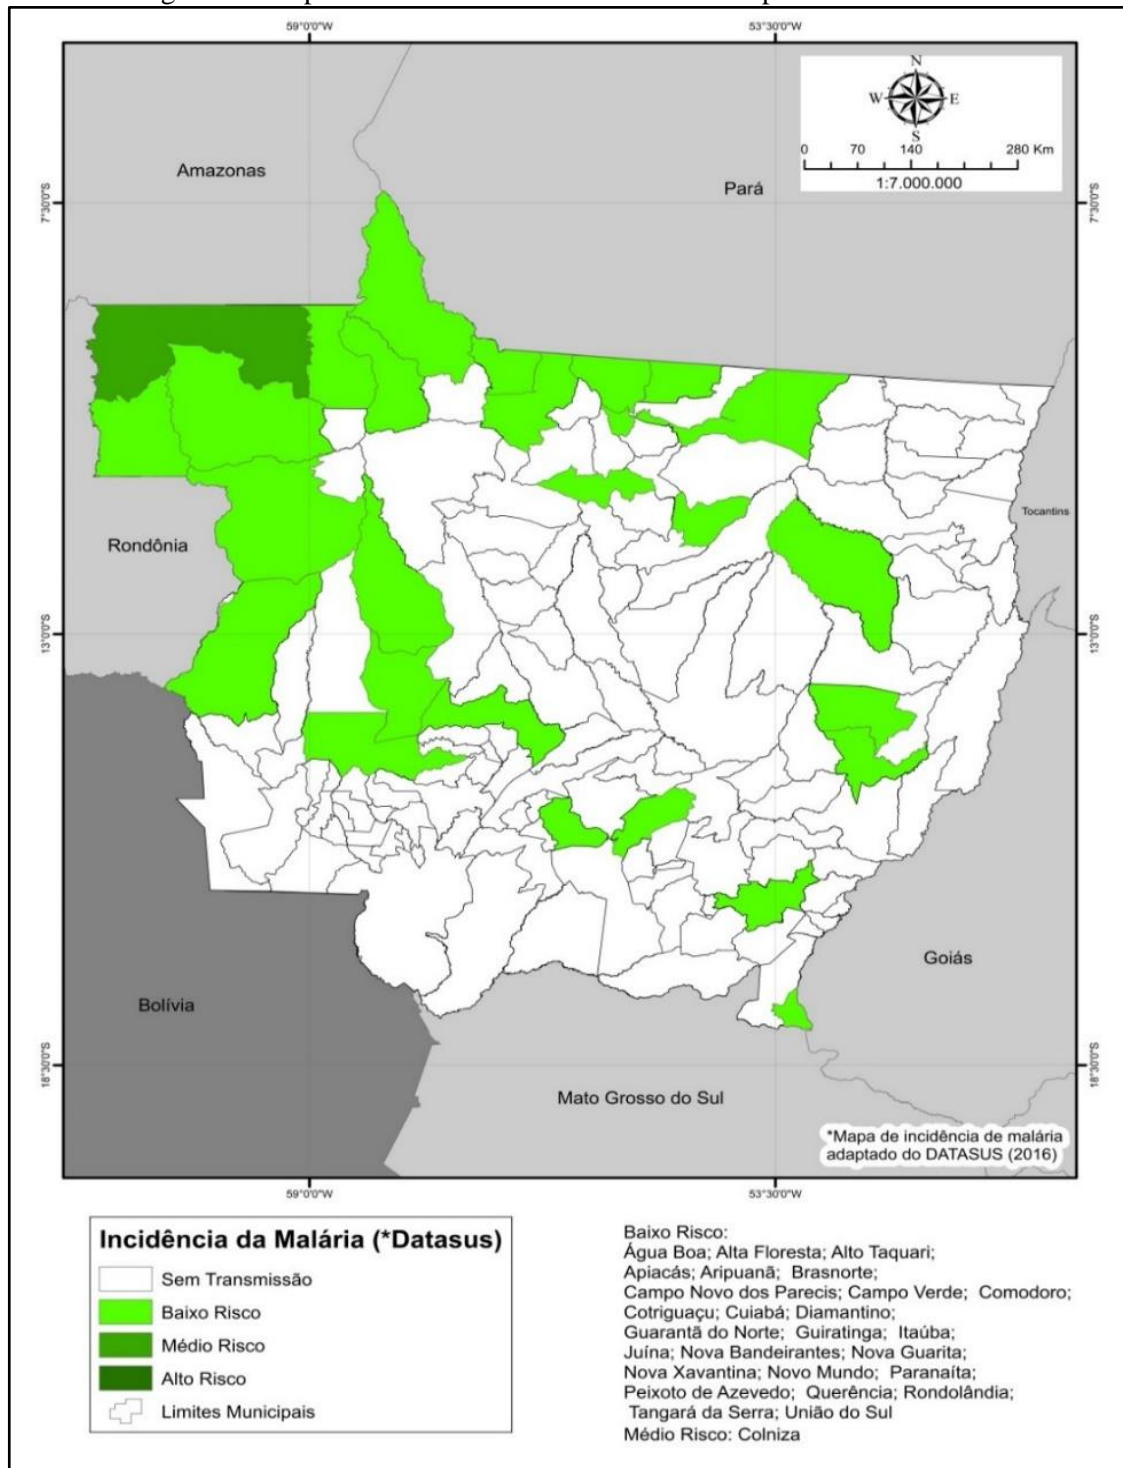 59°0'0"W
53°30'0"W
N
W
E
S
0 70 140 280 Km
1:7.000.000
Amazonas
Pará
7°30'0"S
7°30'0"S
Rondônia
Tocantins
13°0'0"S
13°0'0"S
Goiás
Bolívia
18°30'0"S
18°30'0"S
Mato Grosso do Sul
*Mapa de incidência de malária
adaptado do DATASUS (2016)
59°0'0"W
53°30'0"W
Incidência da Malária (*Datasus)
Sem Transmissão
Baixo Risco
Médio Risco
Alto Risco
Limites Municipais
Baixo Risco:
Água Boa; Alta Floresta; Alto Taquari;
Apiacás; Aripuanã; Brasnorte;
Campo Novo dos Parecis; Campo Verde; Comodoro;
Cotriguaçu; Cuiabá; Diamantino;
Guarantã do Norte; Guiratinga; Itaúba;
Juína; Nova Bandeirantes; Nova Guarita;
Nova Xavantina; Novo Mundo; Paranaíta;
Peixoto de Azevedo; Querência; Rondolândia;
Tangará da Serra; União do Sul
Médio Risco: Colniza